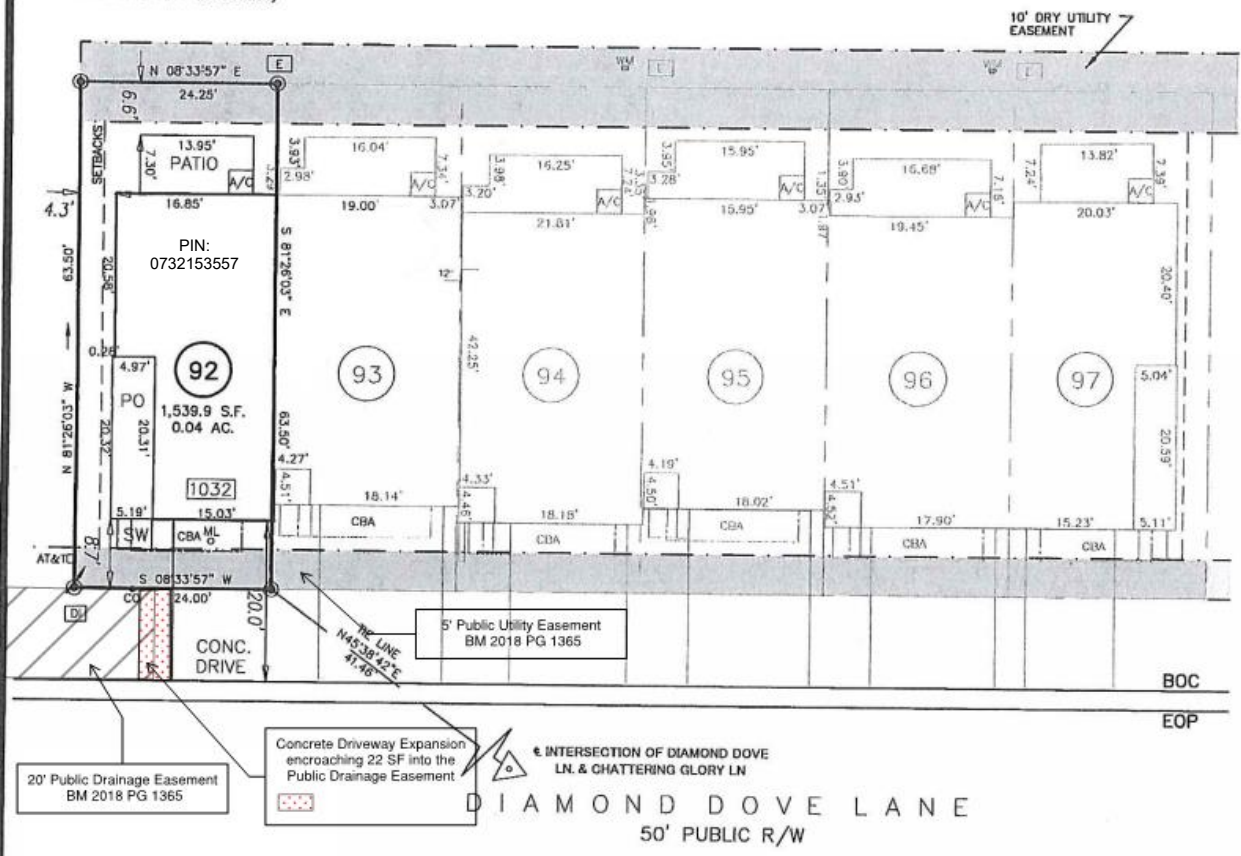 10' DRY UTILITY
EASEMENT
N 08°33'57" E
E
24.25'
6.6'
SETBACKS
13.95'
PATIO
7.30'
A/C
3.29'
16.85'
4.3'
PIN:
0732153557
63.50'
20.58'
S 81°26'03" E
N 81°26'03" W
0.26'
4.97'
PO
20.32'
20.31'
92
1,539.9 S.F.
0.04 AC.
63.50'
1032
5.19'
15.03'
SW
CBA
8.7'
AT&TC
S 08°33'57" W
CO
24.00'
20.0'
D
CONC.
DRIVE
3.93'
2.98'
16.04'
7.34'
A/C
19.00'
3.07'
93
12'
4.27'
4.51'
18.14'
CBA
3.98'
3.20'
16.25'
A/C
21.81'
42.25'
94
4.33'
4.46'
18.18'
CBA
3.95'
3.28'
15.95'
A/C
15.95'
3.07'
95
4.19'
4.50'
18.02'
CBA
3.90'
2.93'
16.68'
7.16'
A/C
19.45'
96
4.51'
4.52'
17.90'
CBA
7.24'
13.82'
7.39'
A/C
20.03'
20.40'
97
5.04'
20.39'
15.23'
5.11'
CBA
TIE LINE
N45°38'42"E
41.46'
5' Public Utility Easement
BM 2018 PG 1365
BOC
EOP
20' Public Drainage Easement
BM 2018 PG 1365
Concrete Driveway Expansion
encroaching 22 SF into the
Public Drainage Easement
℄ INTERSECTION OF DIAMOND DOVE
LN. & CHATTERING GLORY LN
DIAMOND DOVE LANE
50' PUBLIC R/W